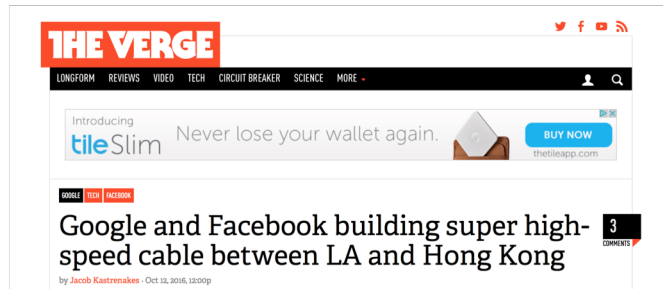 THE VERGE
LONGFORM REVIEWS VIDEO TECH CIRCUIT BREAKER SCIENCE MORE
Introducing
tileSlim
Never lose your wallet again.
BUY NOW
thetileapp.com
GOOGLE TECH FACEBOOK
Google and Facebook building super high-
speed cable between LA and Hong Kong
3
COMMENTS
by Jacob Kastrenakes - Oct 12, 2016, 12:00p